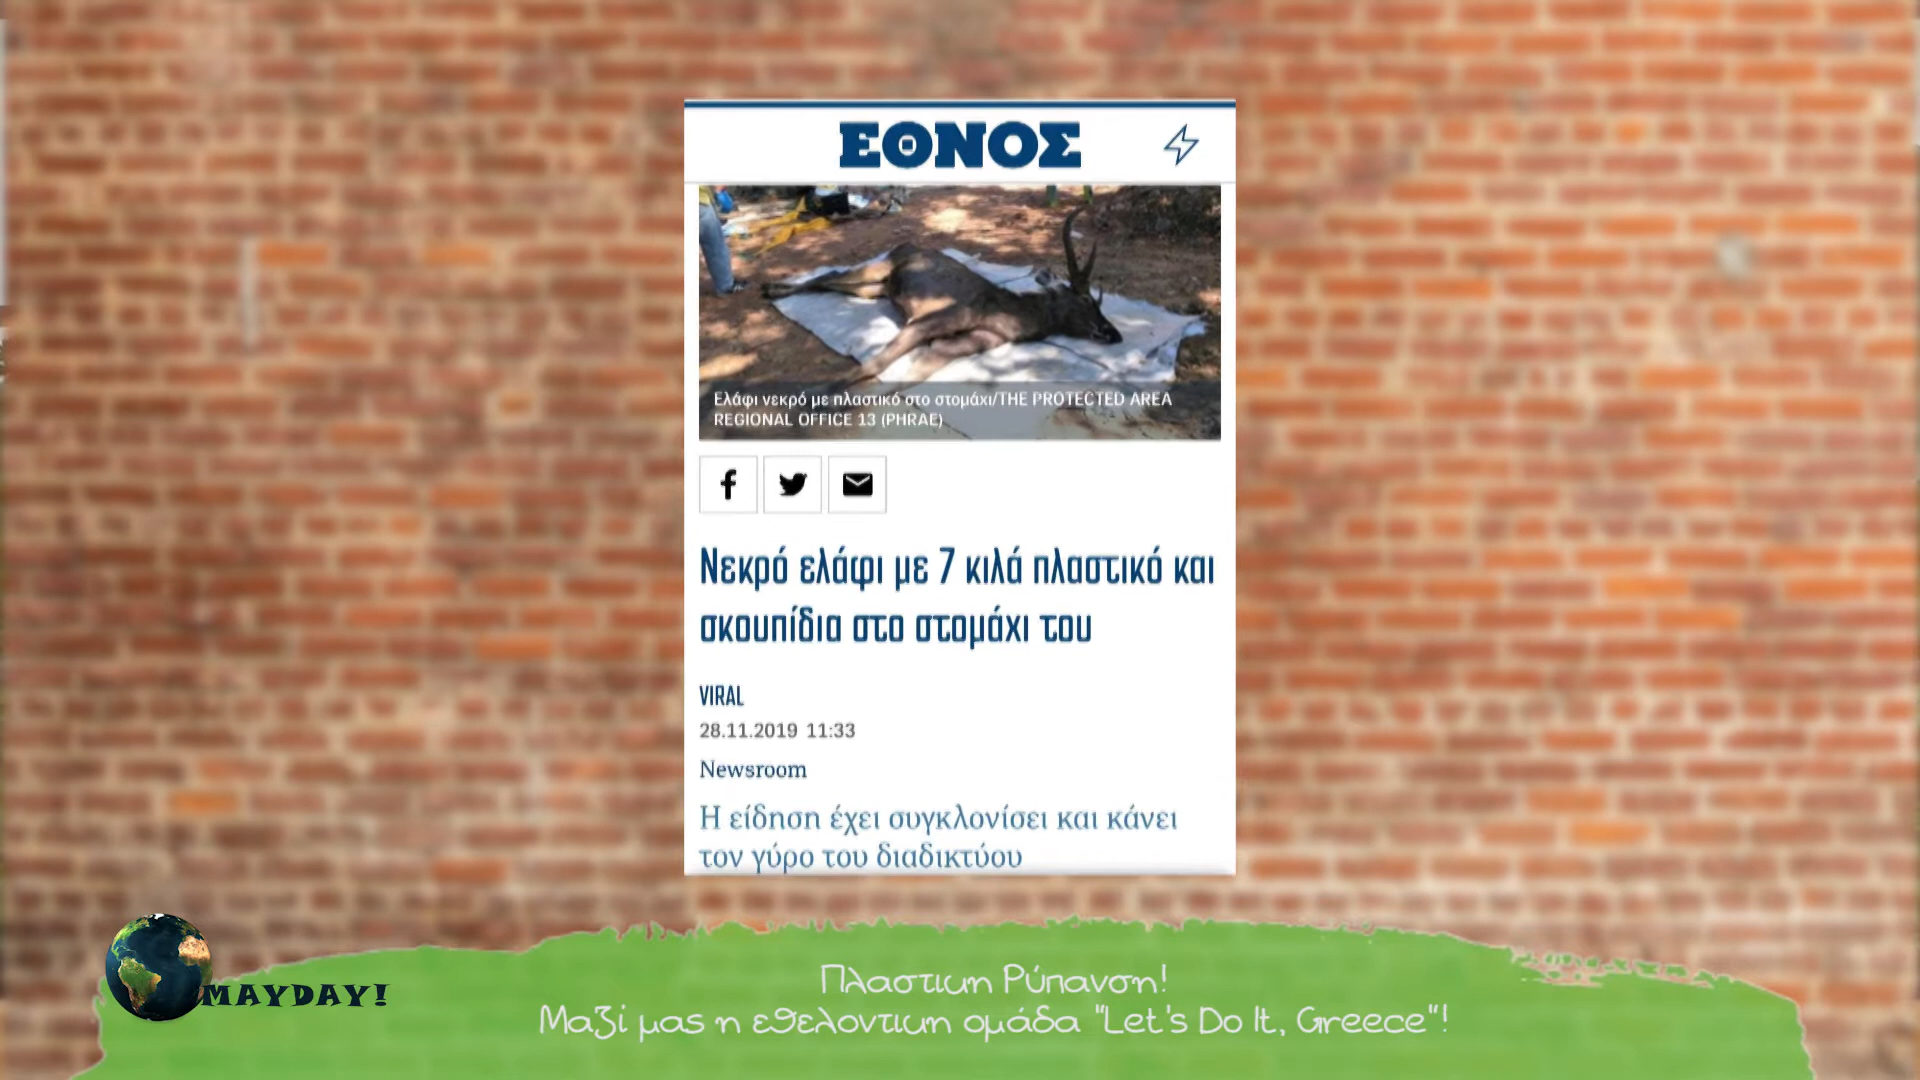 ΕΘΝΟΣ
Ελάφι νεκρό με πλαστικό στο στομάχι/THE PROTECTED AREA
REGIONAL OFFICE 13 (PHRAE)
Νεκρό ελάφι με 7 κιλά πλαστικό και
σκουπίδια στο στομάχι του
VIRAL
28.11.2019 11:33
Newsroom
Η είδηση έχει συγκλονίσει και κάνει
τον γύρο του διαδικτύου
MAYDAY!
Πλαστικη Ρύπανση!
Μαζί μας η εθελοντικη ομάδα "Let's Do It, Greece"!